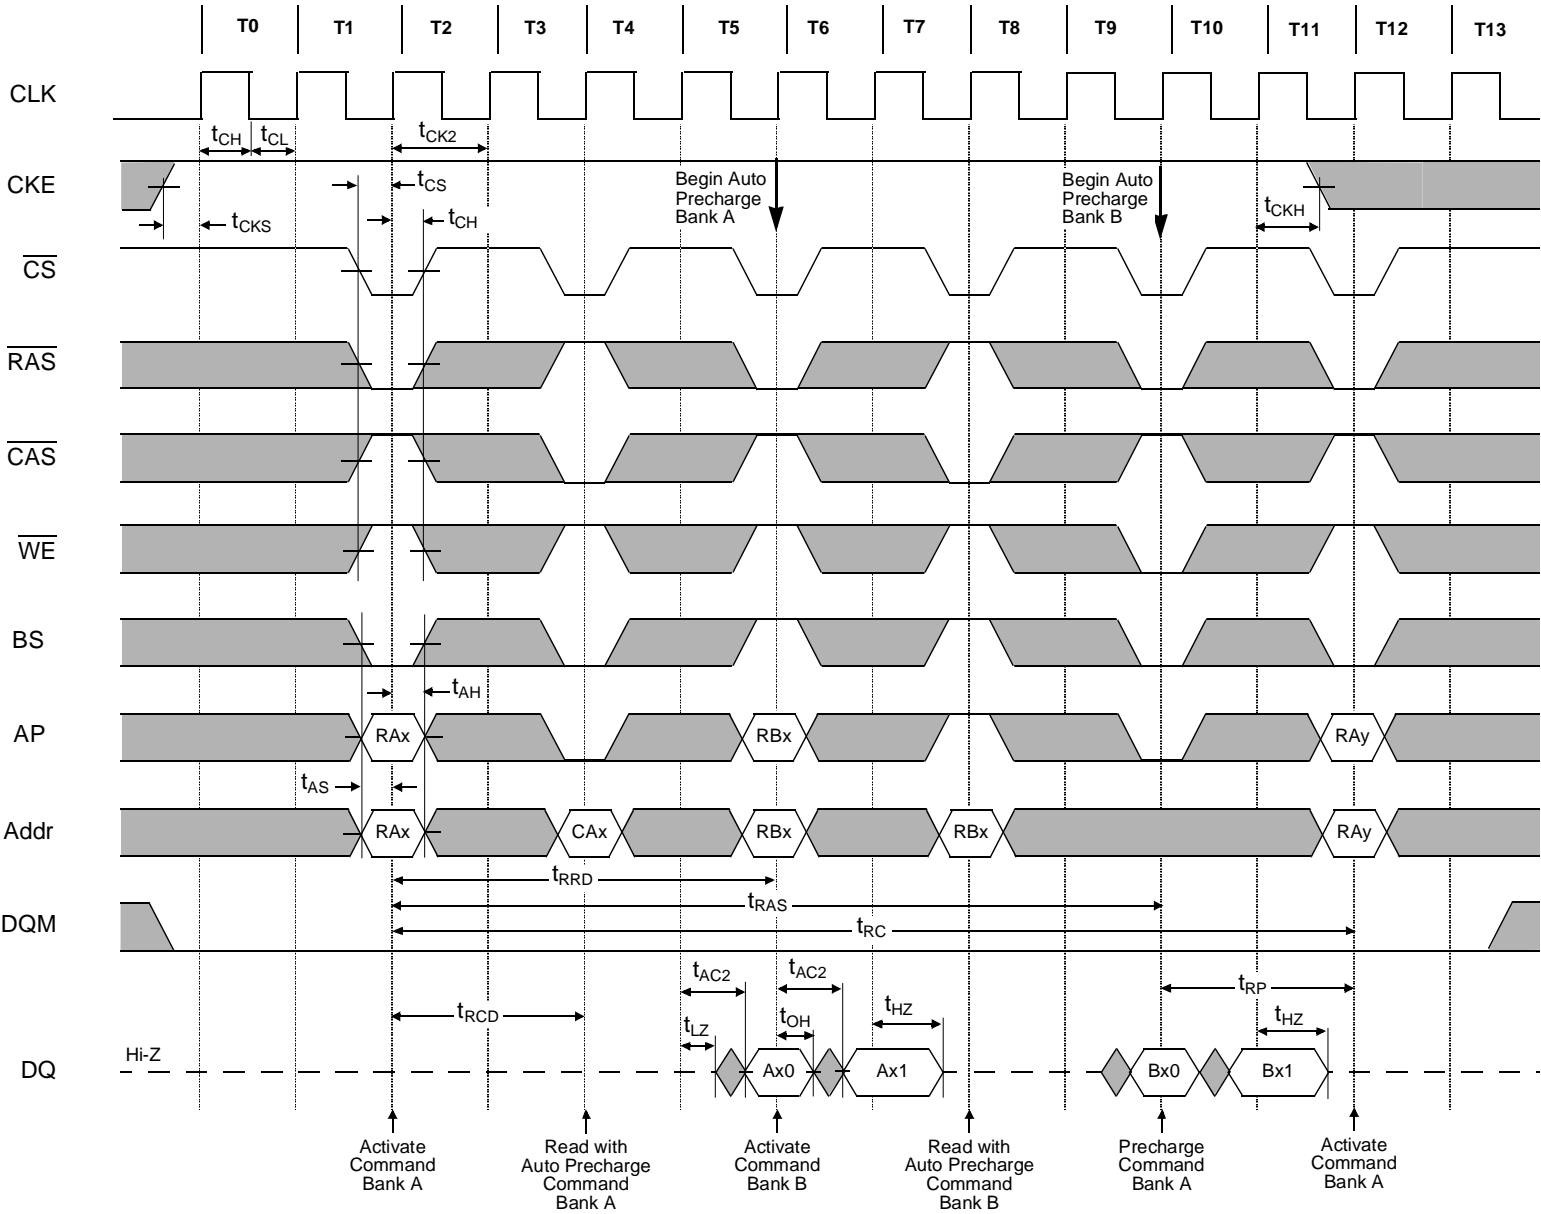 T0 T1 T2 T3 T4 T5 T6 T7 T8 T9 T10 T11 T12 T13
CLK
tCH tCL tCK2
CKE
tCS
Begin Auto
Precharge
Bank A
Begin Auto
Precharge
Bank B
tCKS
tCH
tCKH
CS
RAS
CAS
WE
BS
tAH
AP
RAx RBx RAy
tAS
Addr
RAx CAx RBx RBx RAy
tRRD
tRAS
DQM
tRC
tAC2 tAC2
tRP
tRCD
tLZ tOH tHZ tHZ
Hi-Z
DQ
Ax0 Ax1 Bx0 Bx1
Activate
Command
Bank A
Read with
Auto Precharge
Command
Bank A
Activate
Command
Bank B
Read with
Auto Precharge
Command
Bank B
Precharge
Command
Bank A
Activate
Command
Bank A